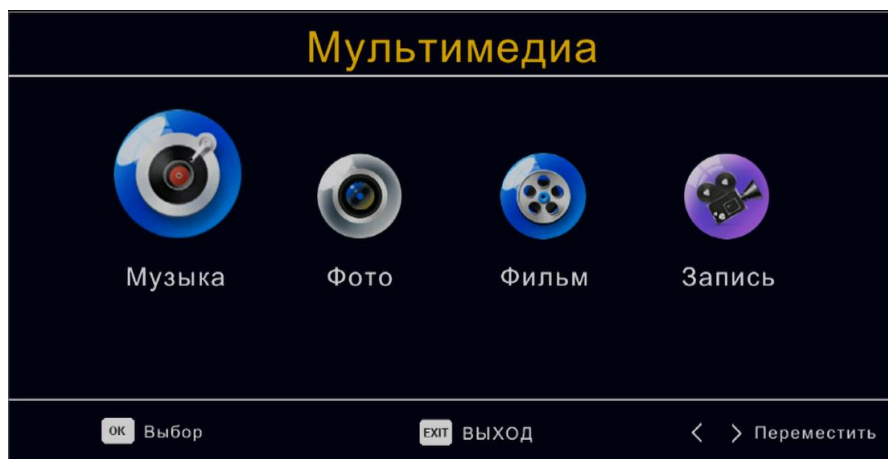 Мультимедиа
Музыка Фото Фильм Запись
OK Выбор EXIT ВЫХОД < > Переместить